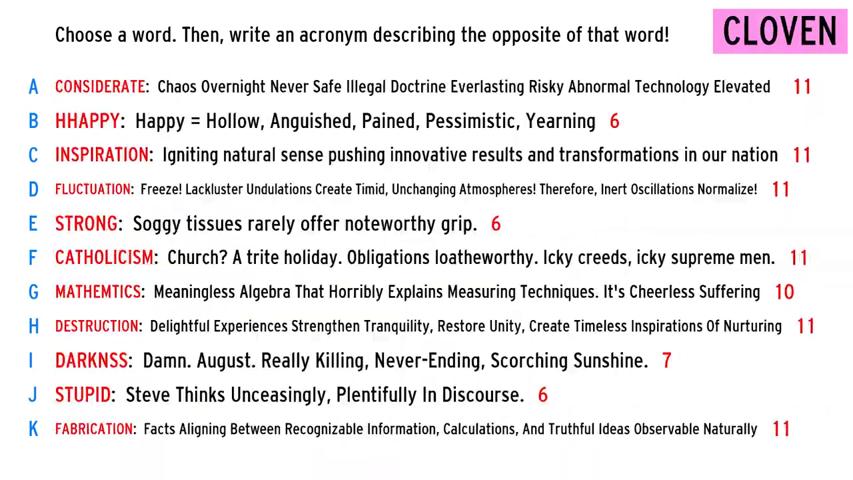 Choose a word. Then, write an acronym describing the opposite of that word!
CLOVEN
A CONSIDERATE: Chaos Overnight Never Safe Illegal Doctrine Everlasting Risky Abnormal Technology Elevated 11
B HHAPPY: Happy = Hollow, Anguished, Pained, Pessimistic, Yearning 6
C INSPIRATION: Igniting natural sense pushing innovative results and transformations in our nation 11
D FLUCTUATION: Freeze! Lackluster Undulations Create Timid, Unchanging Atmospheres! Therefore, Inert Oscillations Normalize! 11
E STRONG: Soggy tissues rarely offer noteworthy grip. 6
F CATHOLICISM: Church? A trite holiday. Obligations loatheworthy. Icky creeds, icky supreme men. 11
G MATHEMTICS: Meaningless Algebra That Horribly Explains Measuring Techniques. It's Cheerless Suffering 10
H DESTRUCTION: Delightful Experiences Strengthen Tranquility, Restore Unity, Create Timeless Inspirations Of Nurturing 11
I DARKNSS: Damn. August. Really Killing, Never-Ending, Scorching Sunshine. 7
J STUPID: Steve Thinks Unceasingly, Plentifully In Discourse. 6
K FABRICATION: Facts Aligning Between Recognizable Information, Calculations, And Truthful Ideas Observable Naturally 11